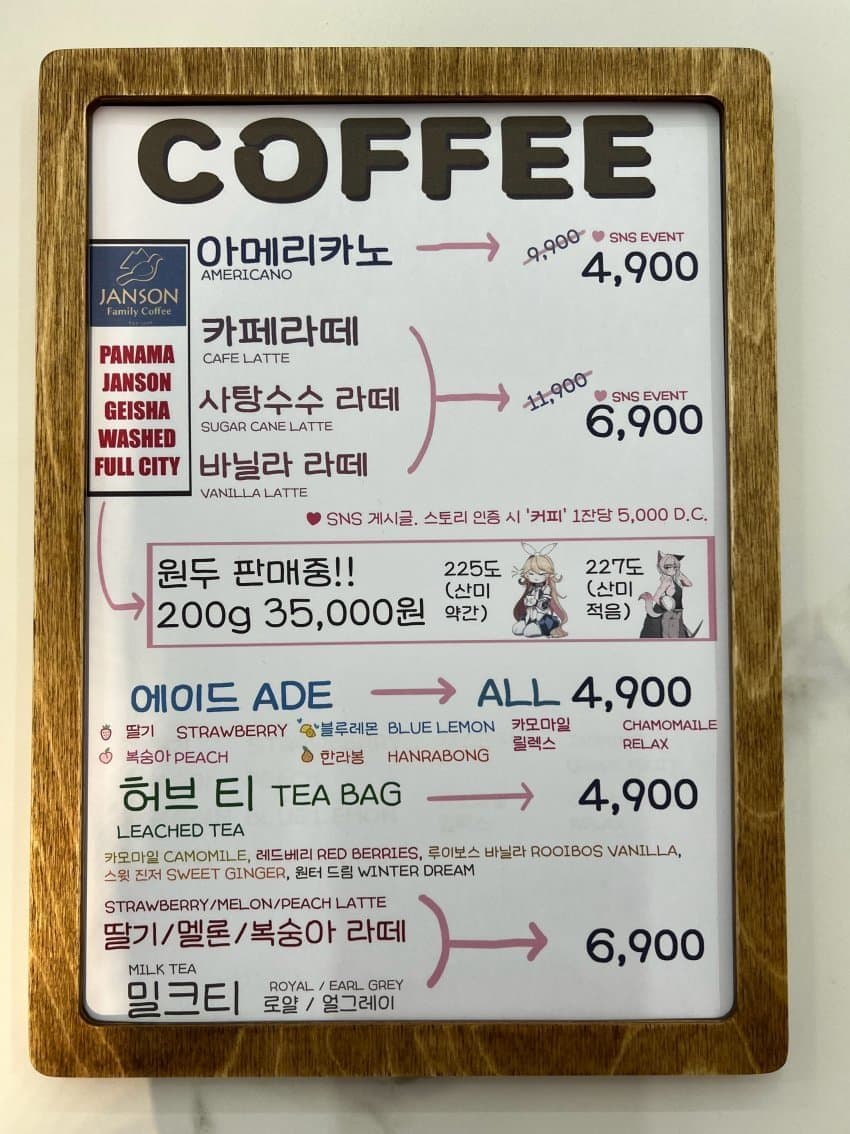 COFFEE
아메리카노
AMERICANO
9,900
SNS EVENT
4,900
JANSON
Family Coffee
PANAMA
JANSON
GEISHA
WASHED
FULL CITY
카페라떼
CAFE LATTE
사탕수수 라떼
SUGAR CANE LATTE
바닐라 라떼
VANILLA LATTE
11,900
SNS EVENT
6,900
SNS 게시글. 스토리 인증 시 '커피' 1잔당 5,000 D.C.
원두 판매중!!
200g 35,000원
225도
(산미
약간)
227도
(산미
적음)
에이드 ADE
ALL 4,900
딸기 STRAWBERRY
블루레몬 BLUE LEMON
카모마일 릴렉스
CHAMOMAILE RELAX
복숭아 PEACH
한라봉 HANRABONG
허브 티 TEA BAG
4,900
LEACHED TEA
카모마일 CAMOMILE, 레드베리 RED BERRIES, 루이보스 바닐라 ROOIBOS VANILLA,
스윗 진저 SWEET GINGER, 윈터 드림 WINTER DREAM
STRAWBERRY/MELON/PEACH LATTE
딸기/멜론/복숭아 라떼
6,900
MILK TEA
밀크티
ROYAL / EARL GREY
로얄 / 얼그레이